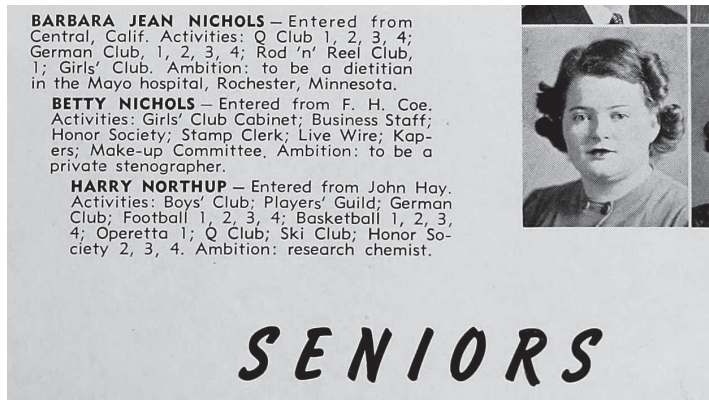 BARBARA JEAN NICHOLS — Entered from
Central, Calif. Activities: Q Club 1, 2, 3, 4;
German Club, 1, 2, 3, 4; Rod 'n' Reel Club,
1; Girls' Club. Ambition: to be a dietitian
in the Mayo hospital, Rochester, Minnesota.
BETTY NICHOLS — Entered from F. H. Coe.
Activities: Girls' Club Cabinet; Business Staff;
Honor Society; Stamp Clerk; Live Wire; Kap-
ers; Make-up Committee. Ambition: to be a
private stenographer.
HARRY NORTHUP — Entered from John Hay.
Activities: Boys' Club; Players' Guild; German
Club; Football 1, 2, 3, 4; Basketball 1, 2, 3,
4; Operetta 1; Q Club; Ski Club; Honor So-
ciety 2, 3, 4. Ambition: research chemist.
SENIORS